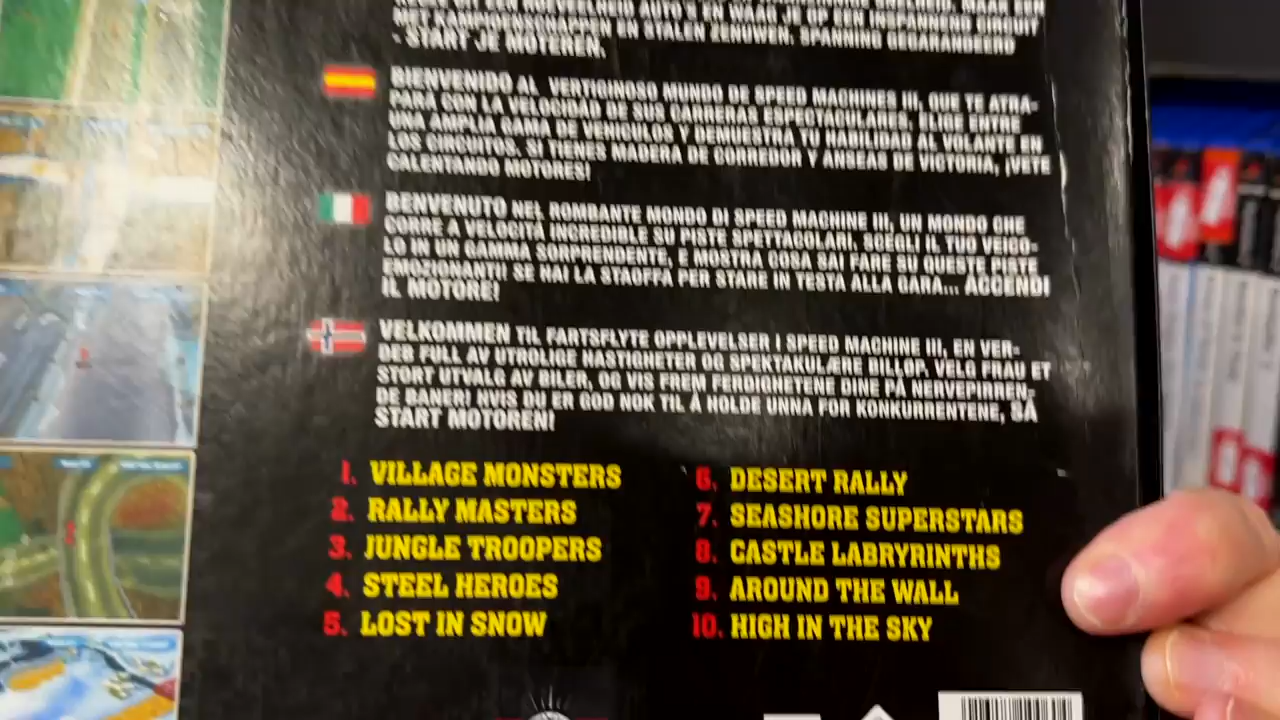 - START JE MOTEREN.
BIENVENIDO AL VERTIGINOSO MUNDO DE SPEED MACHINES III, QUE TE ATRA-
PARÁ CON LA VELOCIDAD DE SUS CARRERAS ESPECTACULARES, ELIGE ENTRE
UNA AMPLIA GAMA DE VEHICULOS Y DEMUESTRA TU HABILIDAD AL VOLANTE EN
LOS CIRCUITOS. SI TIENES MADERA DE CORREDOR Y ÁNSEAS DE VICTORIA, ¡VETE
CALENTANDO MOTORES!
BENVENUTO NEL ROMBANTE MONDO DI SPEED MACHINE III, UN MONDO CHE
CORRE A VELOCITÀ INCREDIBLE SU PISTE SPETTACOLARI. SCEGLI IL TUO VEICO-
LO IN UN GAMMA SORPRENDENTE, E MOSTRA COSA SAI FARE SU QUESTE PISTE
EMOZIONANTI! SE HAI LA STAOFFA PER STARE IN TESTA ALLA GARA... ACCENDI
IL MOTORE!
VELKOMMEN TIL FARTSFLYTE OPPLEVELSER I SPEED MACHINE III, EN VER-
DEB FULL AV UTROLIGE HASTIGHETER OG SPEKTAKULÆRE BILLOP. VELG FRAU ET
STORT UTVALG AV BILER, OG VIS FREM FERDIGHETENE DINE PÅ NERVEPIRREN-
DE BANER! HVIS DU ER GOD NOK TIL Å HOLDE UNNA FOR KONKURRENTENE, SÅ
START MOTOREN!
1. VILLAGE MONSTERS
2. RALLY MASTERS
3. JUNGLE TROOPERS
4. STEEL HEROES
5. LOST IN SNOW
6. DESERT RALLY
7. SEASHORE SUPERSTARS
8. CASTLE LABRYRINTHS
9. AROUND THE WALL
10. HIGH IN THE SKY